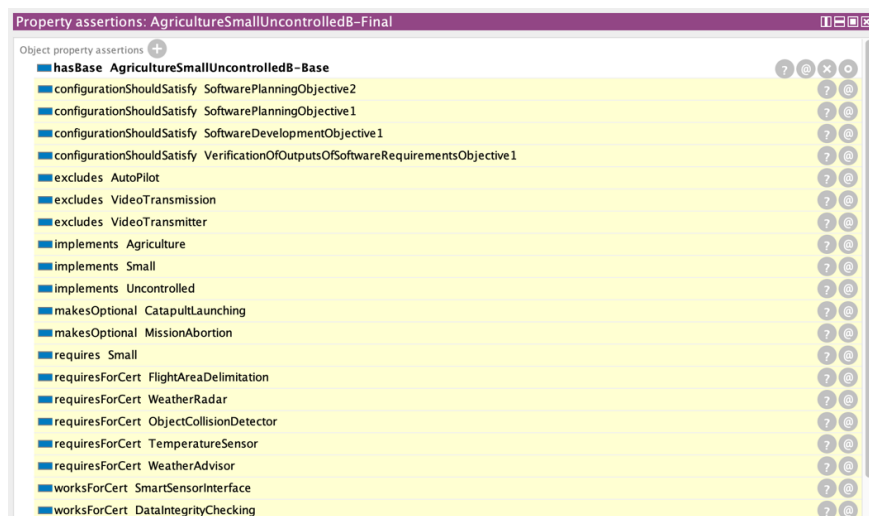 Property assertions: AgricultureSmallUncontrolledB-Final
Object property assertions
hasBase AgricultureSmallUncontrolledB-Base
configurationShouldSatisfy SoftwarePlanningObjective2
configurationShouldSatisfy SoftwarePlanningObjective1
configurationShouldSatisfy SoftwareDevelopmentObjective1
configurationShouldSatisfy VerificationOfOutputsOfSoftwareRequirementsObjective1
excludes AutoPilot
excludes VideoTransmission
excludes VideoTransmitter
implements Agriculture
implements Small
implements Uncontrolled
makesOptional CatapultLaunching
makesOptional MissionAbortion
requires Small
requiresForCert FlightAreaDelimitation
requiresForCert WeatherRadar
requiresForCert ObjectCollisionDetector
requiresForCert TemperatureSensor
requiresForCert WeatherAdvisor
worksForCert SmartSensorInterface
worksForCert DataIntegrityChecking